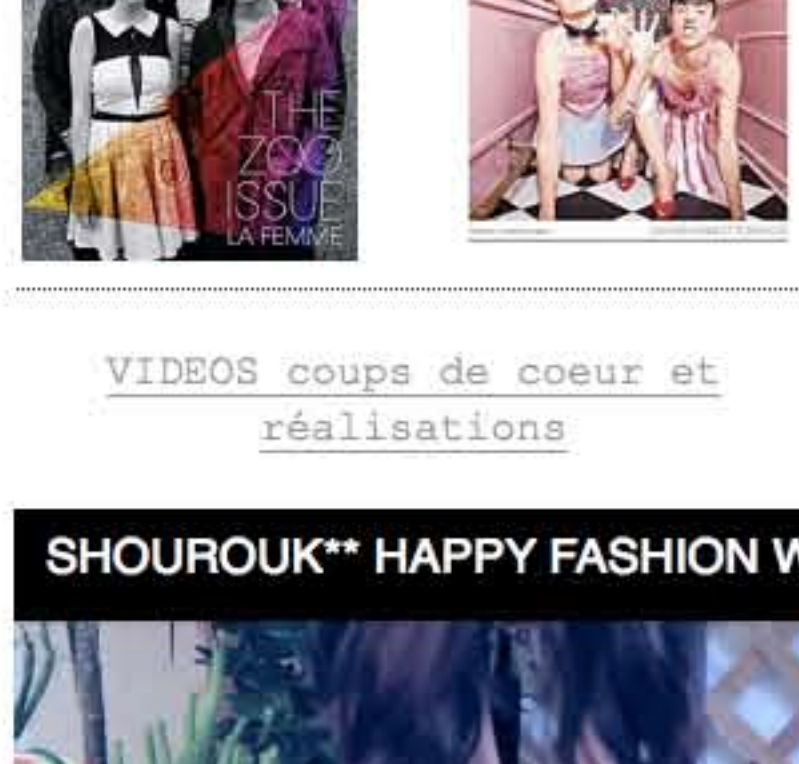 THE
ZOO
ISSUE
LA FEMME
VIDEOS coups de coeur et
réalisations
SHOUROUK** HAPPY FASHION W